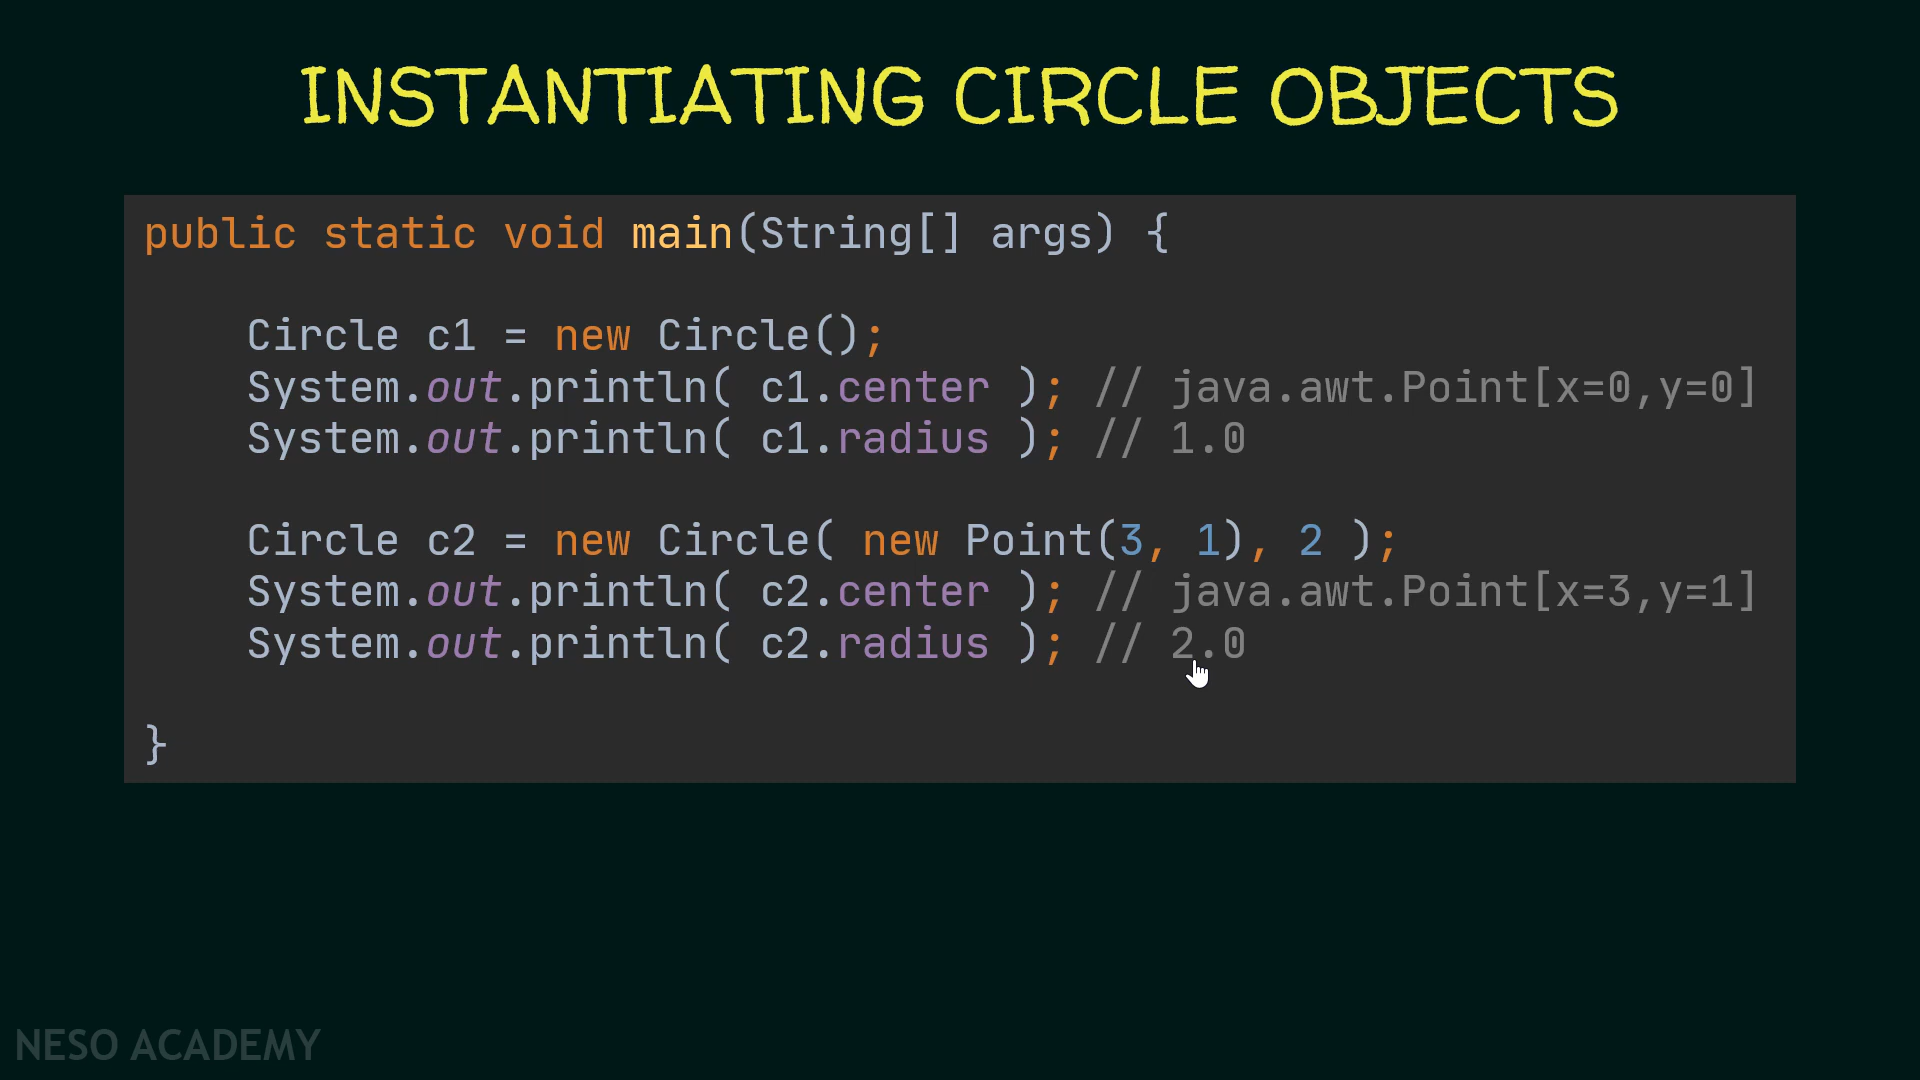 INSTANTIATING CIRCLE OBJECTS
public static void main(String[] args) {
Circle c1 = new Circle();
System.out.println( c1.center ); // java.awt.Point[x=0,y=0]
System.out.println( c1.radius ); // 1.0
Circle c2 = new Circle( new Point(3, 1), 2 );
System.out.println( c2.center ); // java.awt.Point[x=3,y=1]
System.out.println( c2.radius ); // 2.0
}
NESO ACADEMY